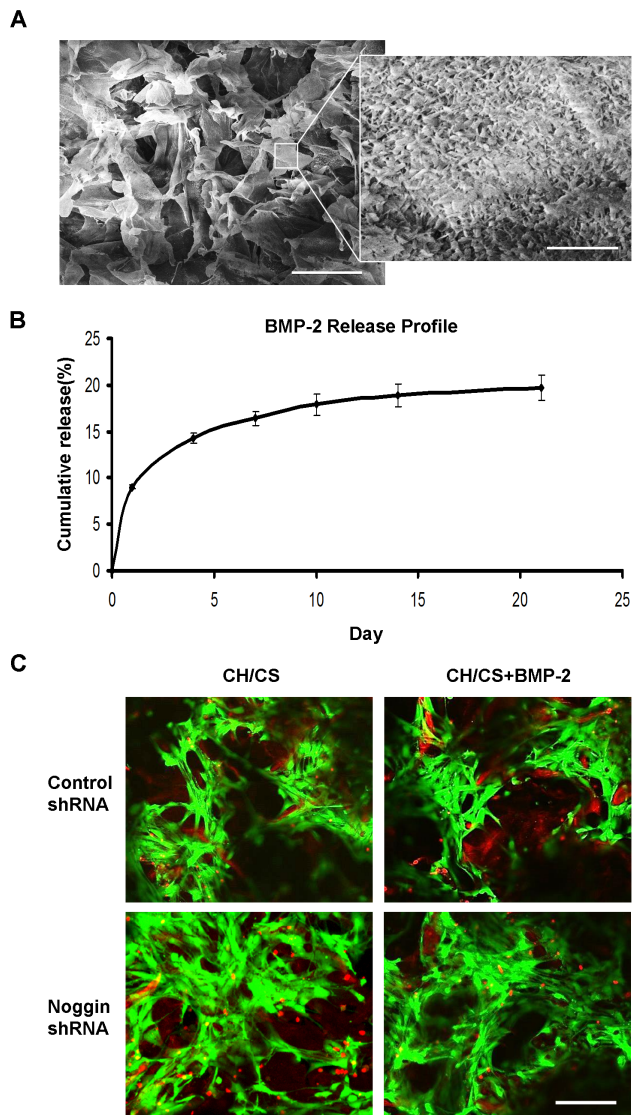 A
B
BMP-2 Release Profile
Cumulative release(%)
25
20
15
10
5
0
0 5 10 15 20 25
Day
C
CH/CS CH/CS+BMP-2
Control
shRNA
Noggin
shRNA